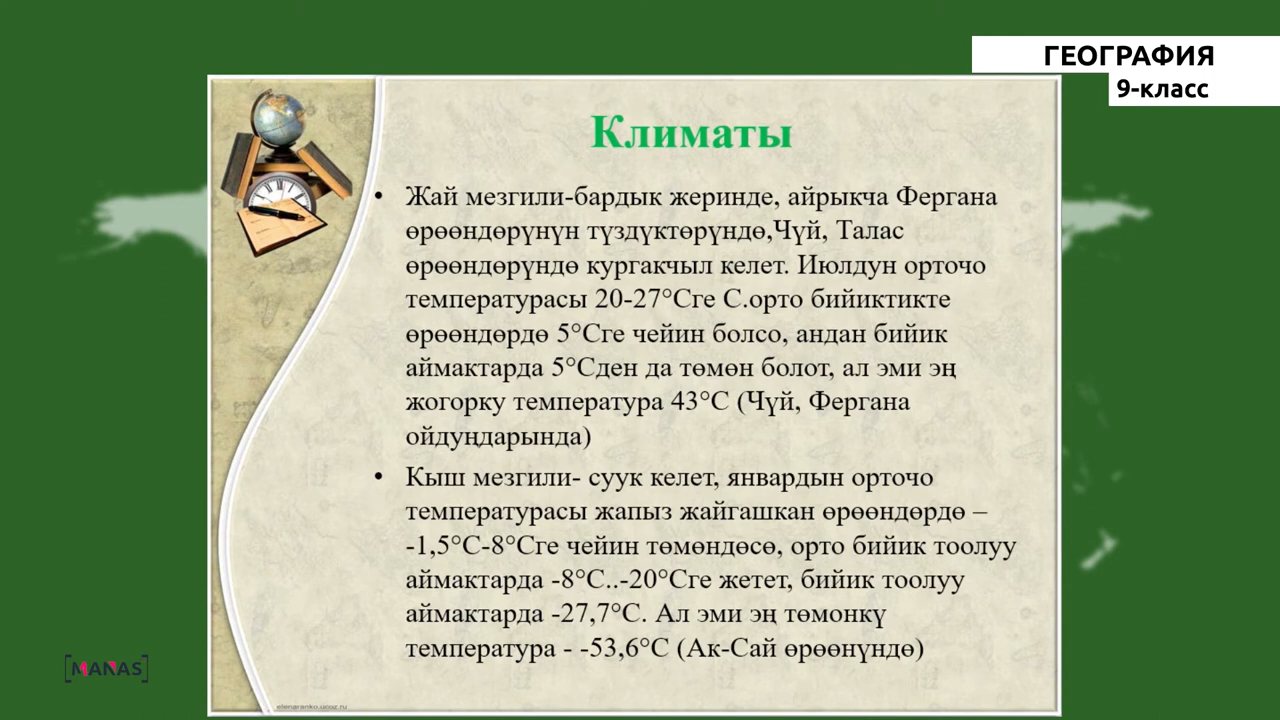 ГЕОГРАФИЯ
9-класс
Климаты
• Жай мезгили-бардык жеринде, айрыкча Фергана
өрөөндөрүнүн түздүктөрүндө,Чүй, Талас
өрөөндөрүндө кургакчыл келет. Июлдун орточо
температурасы 20-27°Сге С.орто бийиктикте
өрөөндөрдө 5°Сге чейин болсо, андан бийик
аймактарда 5°Сден да төмөн болот, ал эми эң
жогорку температура 43°С (Чүй, Фергана
ойдуңдарында)
• Кыш мезгили- суук келет, январдын орточо
температурасы жапыз жайгашкан өрөөндөрдө –
-1,5°С-8°Сге чейин төмөндөсө, орто бийик тоолуу
аймактарда -8°С..-20°Сге жетет, бийик тоолуу
аймактарда -27,7°С. Ал эми эң төмонкү
температура - -53,6°С (Ак-Сай өрөөнүндө)
[MANAS]
elenaranko.ucoz.ru